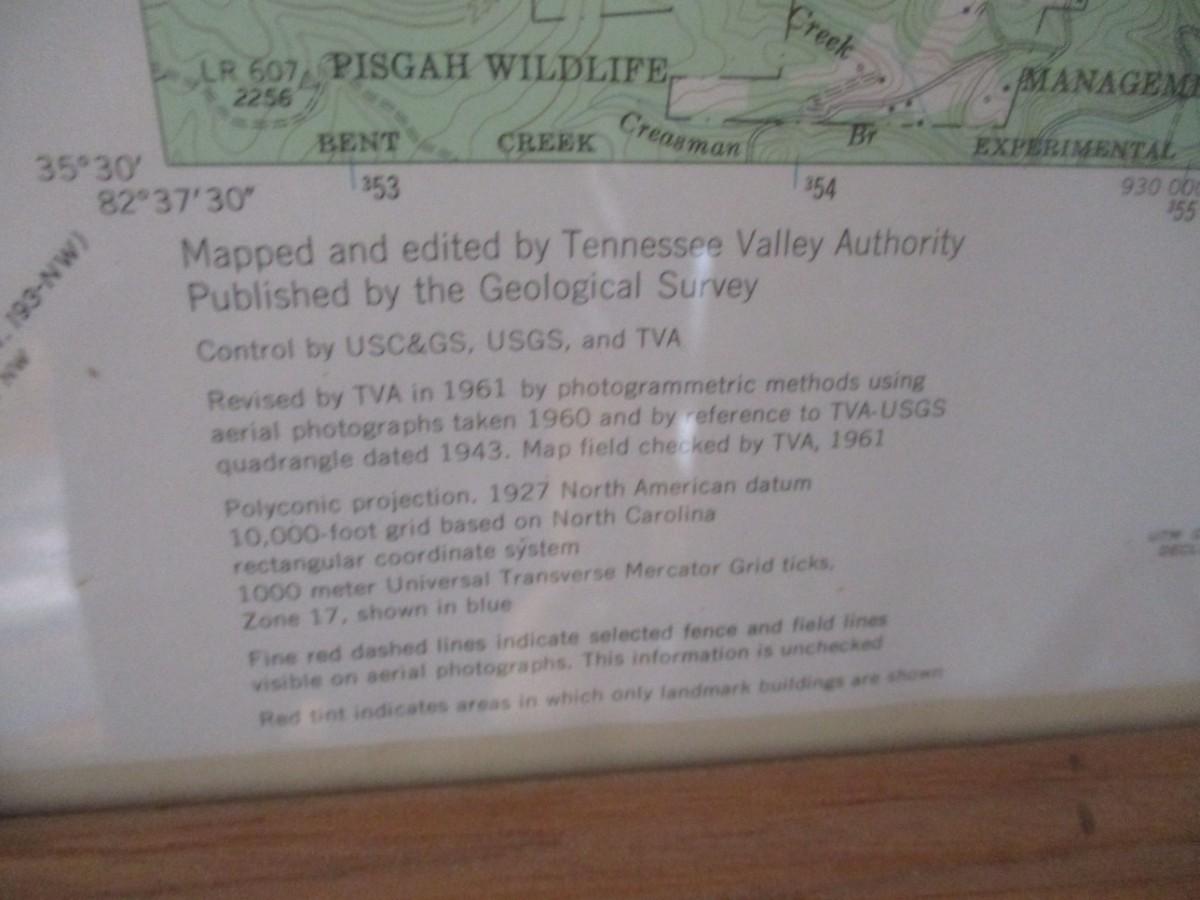 Creek
LR 607
PISGAH WILDLIFE
MANAGEM
2256
BENT CREEK Creasman Br EXPERIMENTAL
35°30′
82°37′30″
³53
³54
930 00
³55
193-NW)
NW
Mapped and edited by Tennessee Valley Authority
Published by the Geological Survey
Control by USC&GS, USGS, and TVA
Revised by TVA in 1961 by photogrammetric methods using
aerial photographs taken 1960 and by reference to TVA-USGS
quadrangle dated 1943. Map field checked by TVA, 1961
Polyconic projection. 1927 North American datum
10,000-foot grid based on North Carolina
rectangular coordinate system
1000 meter Universal Transverse Mercator Grid ticks,
Zone 17, shown in blue
Fine red dashed lines indicate selected fence and field lines
visible on aerial photographs. This information is unchecked
Red tint indicates areas in which only landmark buildings are shown